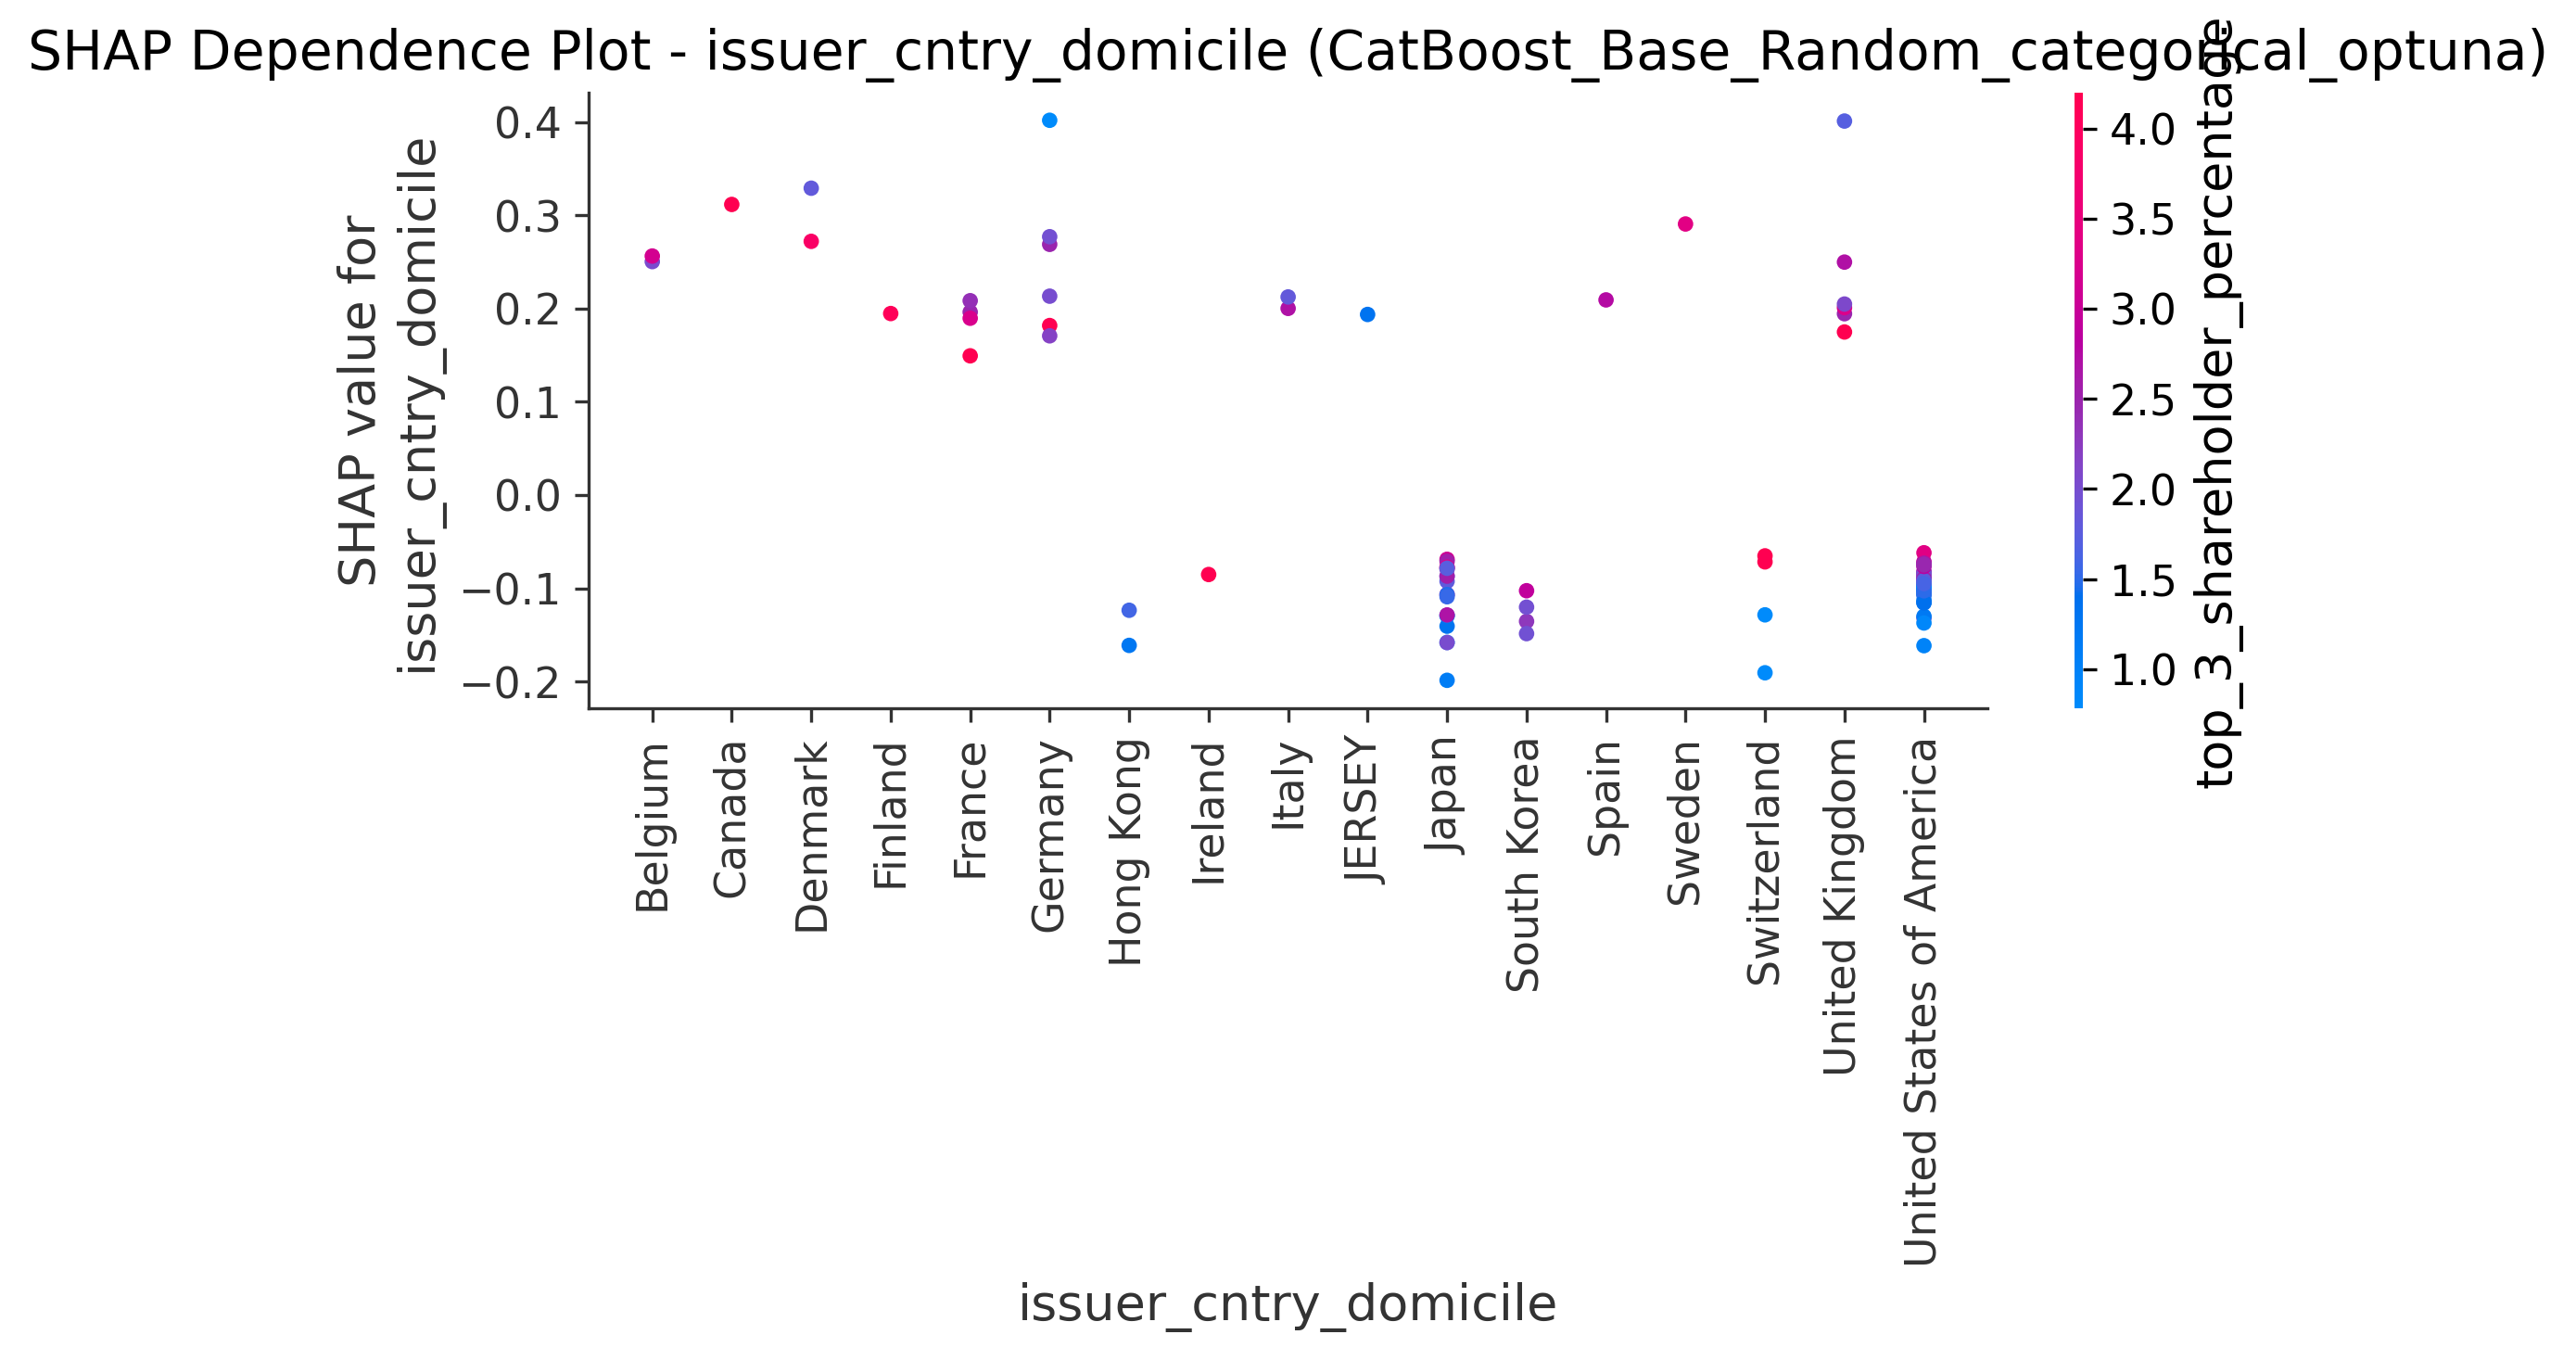 SHAP Dependence Plot - issuer_cntry_domicile (CatBoost_Base_Random_categorical_optuna)
SHAP value for
issuer_cntry_domicile
0.4
0.3
0.2
0.1
0.0
−0.1
−0.2
Belgium
Canada
Denmark
Finland
France
Germany
Hong Kong
Ireland
Italy
JERSEY
Japan
South Korea
Spain
Sweden
Switzerland
United Kingdom
United States of America
issuer_cntry_domicile
4.0
3.5
3.0
2.5
2.0
1.5
1.0
top_3_shareholder_percentage